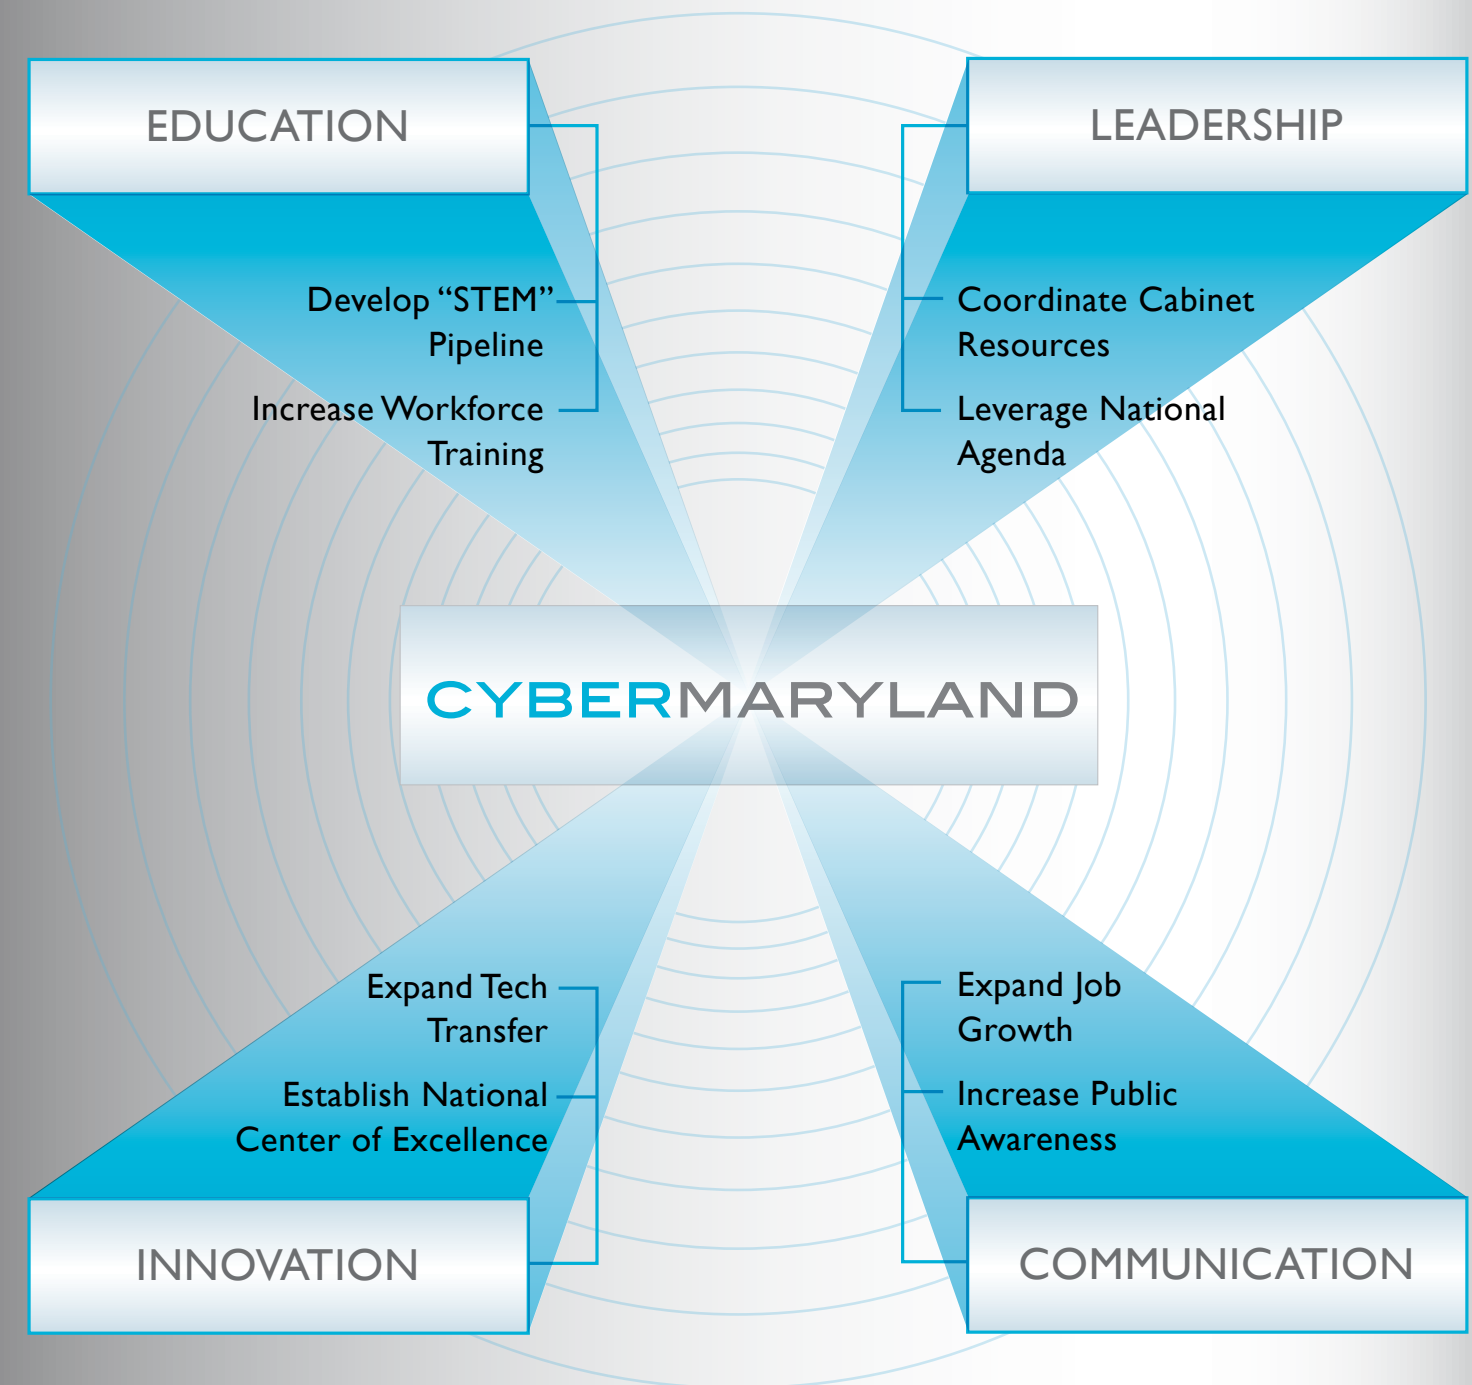 EDUCATION
Develop “STEM”
Pipeline
Increase Workforce
Training
LEADERSHIP
Coordinate Cabinet
Resources
Leverage National
Agenda
CYBERMARYLAND
Expand Tech
Transfer
Establish National
Center of Excellence
INNOVATION
Expand Job
Growth
Increase Public
Awareness
COMMUNICATION